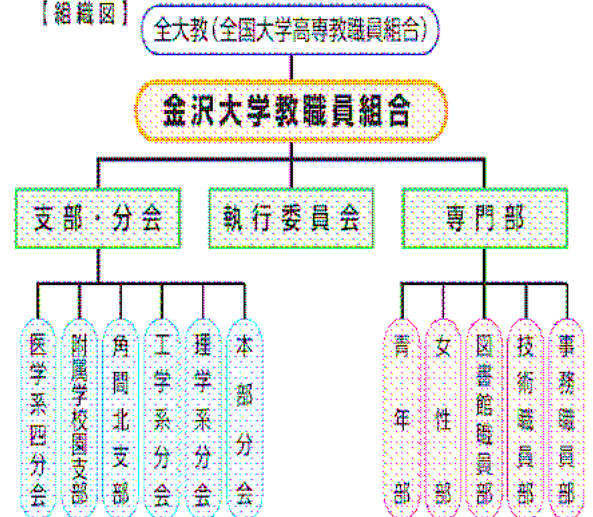 【組織図】
全大教(全国大学高専教職員組合)
金沢大学教職員組合
支部・分会
執行委員会
専門部
医学系四分会
附属学校園支部
角間北支部
工学系分会
理学系分会
本部分会
青年部
女性部
図書館職員部
技術職員部
事務職員部